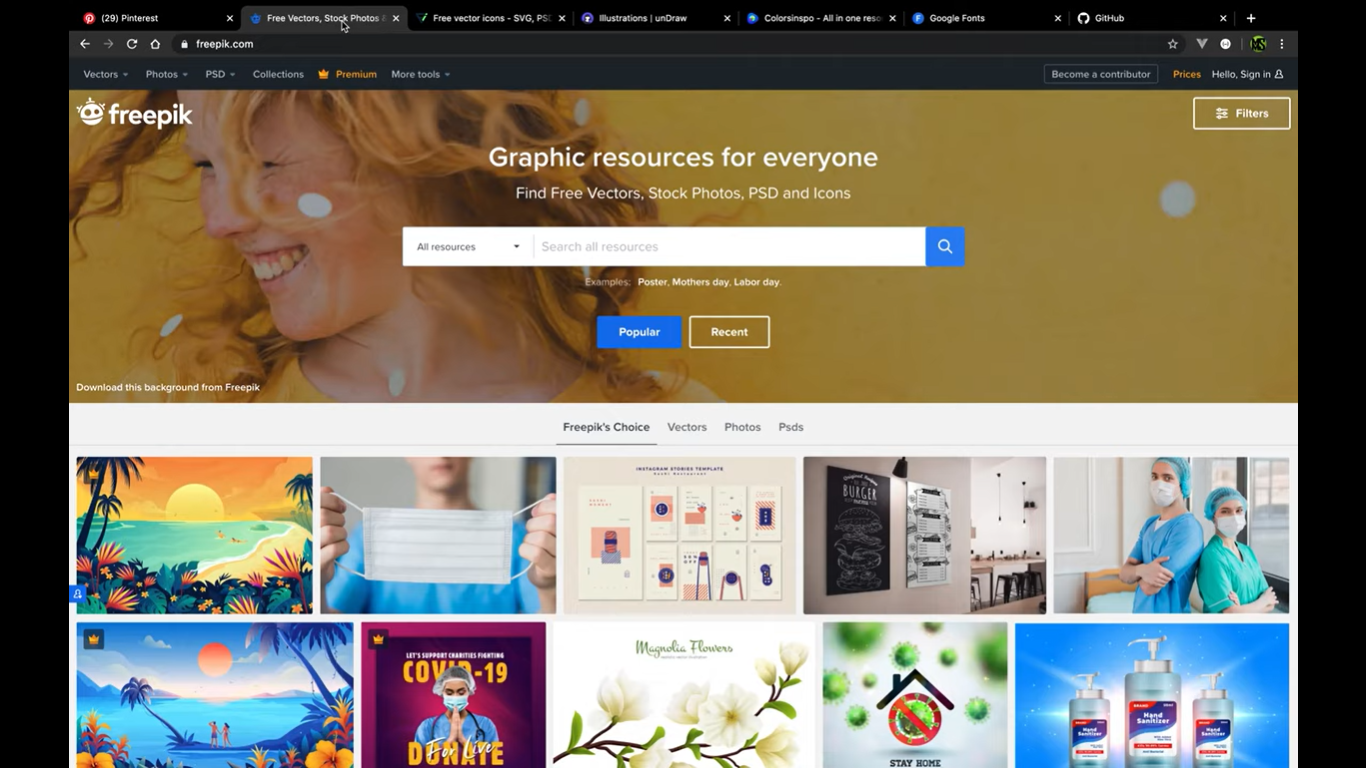 (29) Pinterest
Free Vectors, Stock Photos &
Free vector icons - SVG, PSD
Illustrations | unDraw
Colorsinspo - All in one reso
Google Fonts
GitHub
freepik.com
Vectors
Photos
PSD
Collections
Premium
More tools
Become a contributor
Prices
Hello, Sign in
freepik
Filters
Graphic resources for everyone
Find Free Vectors, Stock Photos, PSD and Icons
All resources
Search all resources
Examples: Poster, Mothers day, Labor day.
Popular
Recent
Download this background from Freepik
Freepik's Choice
Vectors
Photos
Psds
INSTAGRAM STORIES TEMPLATE
Sushi Restaurant
BURGER
Magnolia Flowers
LET'S SUPPORT CHARITIES FIGHTING
COVID-19
For Live
DONATE
STAY HOME
Hand
Sanitizer
Hand
Sanitizer
Hand
Sanitizer